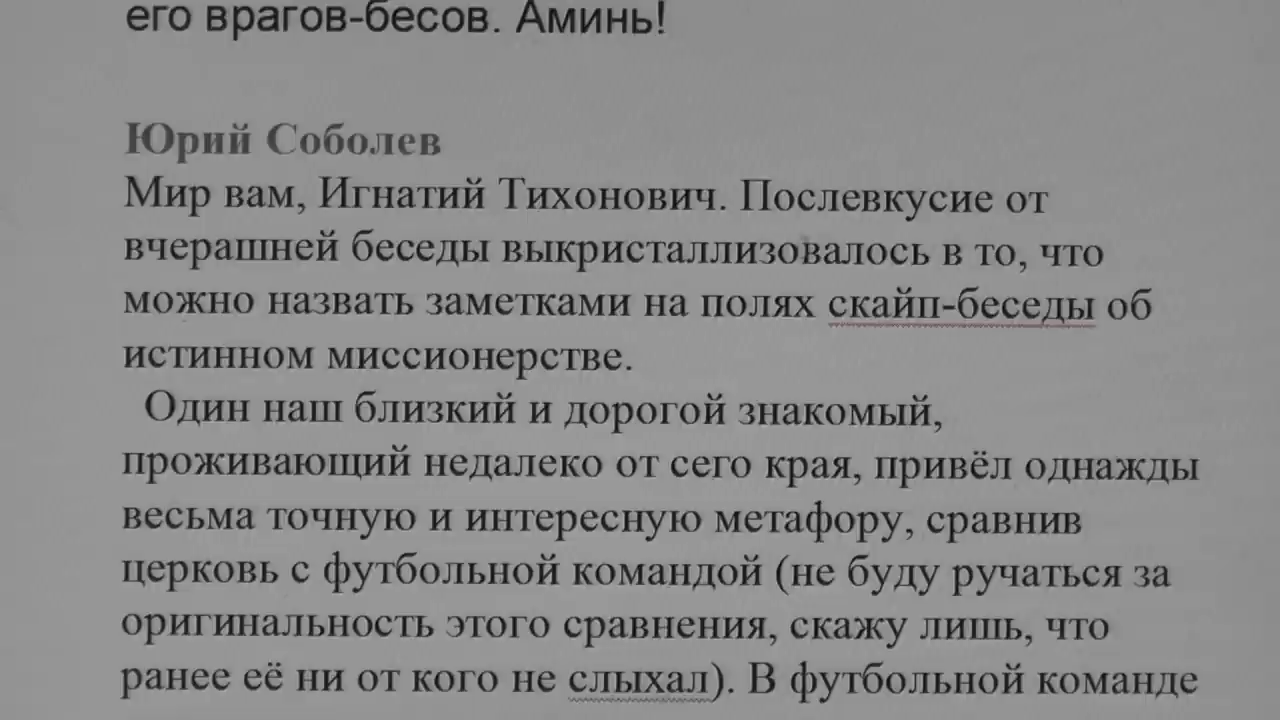 его врагов-бесов. Аминь!
Юрий Соболев
Мир вам, Игнатий Тихонович. Послевкусие от
вчерашней беседы выкристаллизовалось в то, что
можно назвать заметками на полях скайп-беседы об
истинном миссионерстве.
Один наш близкий и дорогой знакомый,
проживающий недалеко от сего края, привёл однажды
весьма точную и интересную метафору, сравнив
церковь с футбольной командой (не буду ручаться за
оригинальность этого сравнения, скажу лишь, что
ранее её ни от кого не слыхал). В футбольной команде